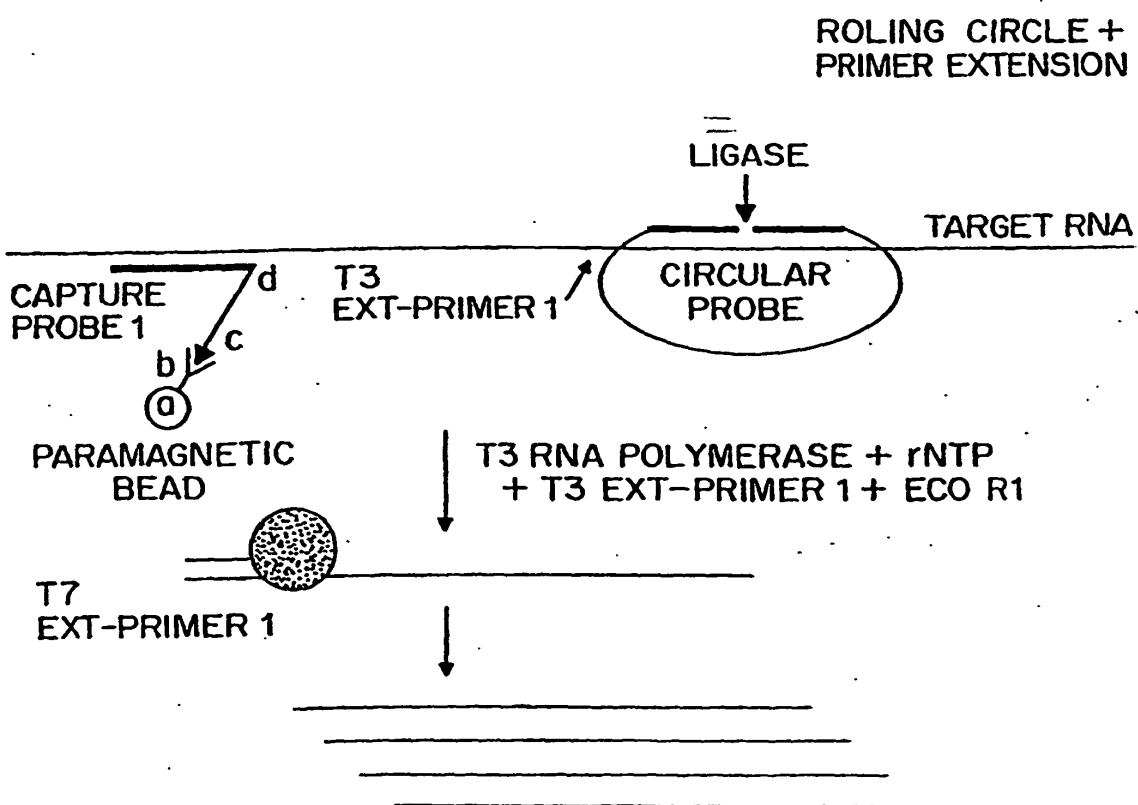 ROLING CIRCLE +
PRIMER EXTENSION
LIGASE
TARGET RNA
CAPTURE
PROBE 1
d
T3
EXT-PRIMER 1
CIRCULAR
PROBE
b
c
a
PARAMAGNETIC
BEAD
T3 RNA POLYMERASE + rNTP
+ T3 EXT-PRIMER 1 + ECO R1
T7
EXT-PRIMER 1